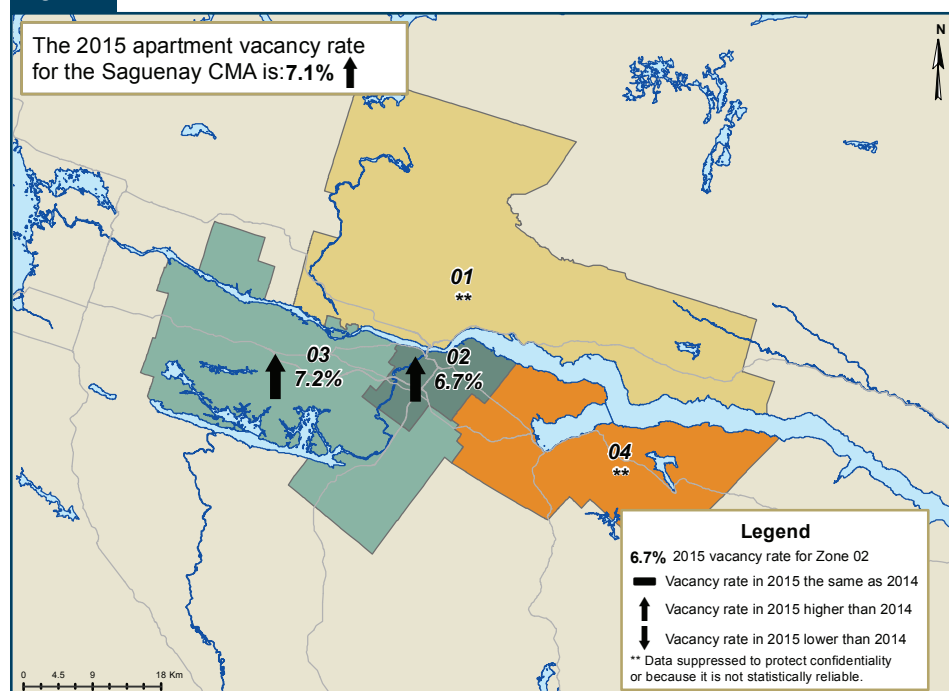 The 2015 apartment vacancy rate
for the Saguenay CMA is:7.1%
N
01
**
03
7.2%
02
6.7%
04
**
Legend
6.7% 2015 vacancy rate for Zone 02
Vacancy rate in 2015 the same as 2014
Vacancy rate in 2015 higher than 2014
Vacancy rate in 2015 lower than 2014
** Data suppressed to protect confidentiality
or because it is not statistically reliable.
0 4.5 9 18 Km